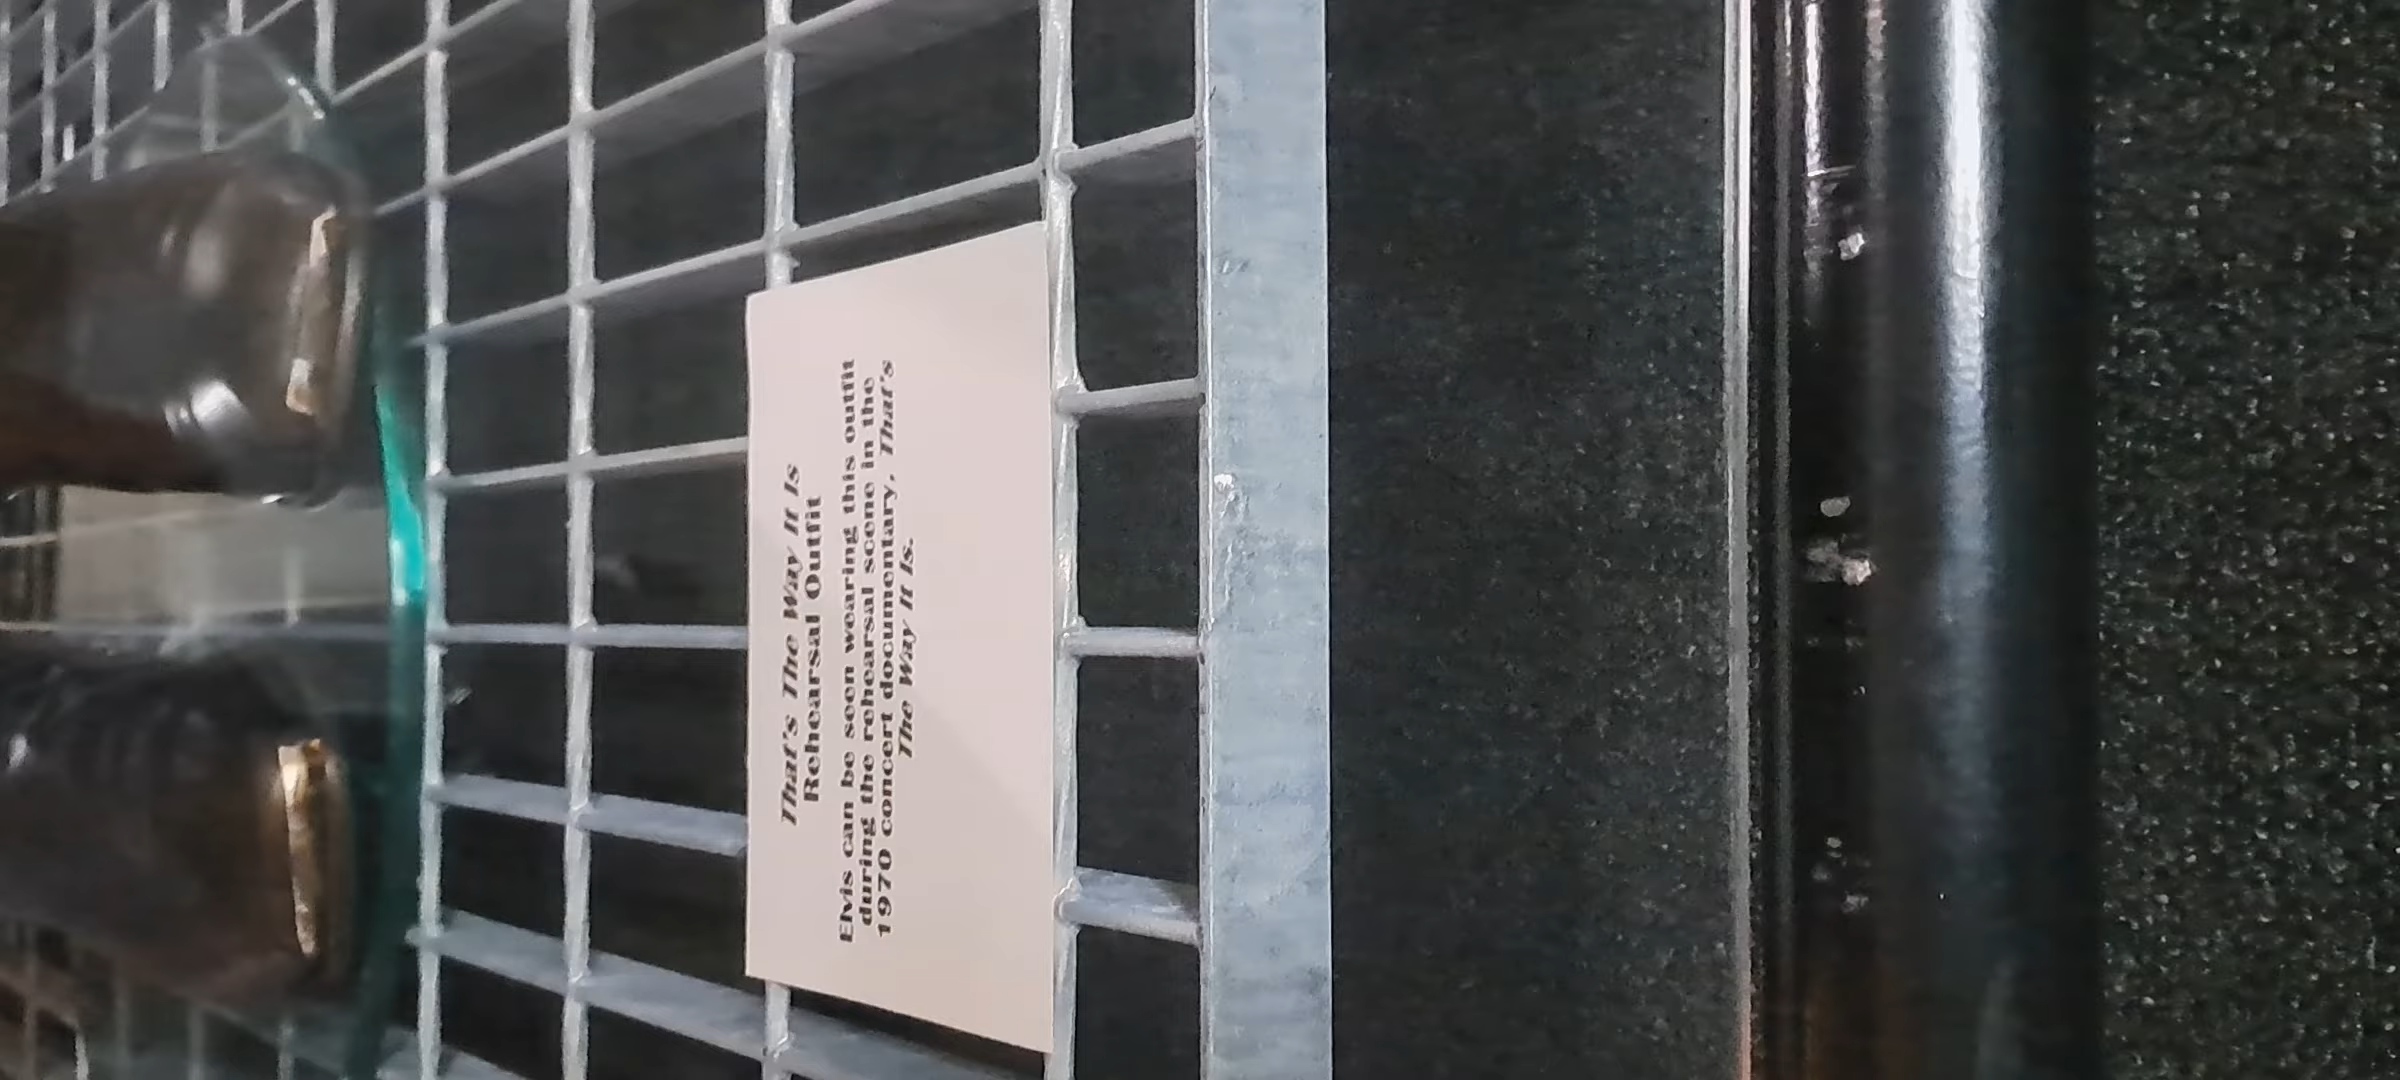 That's The Way It Is
Rehearsal Outfit
Elvis can be seen wearing this outfit
during the rehearsal scene in the
1970 concert documentary, That's
The Way It Is.